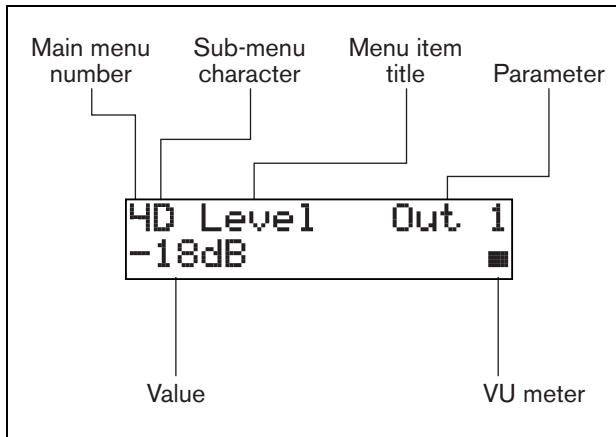 Main menu number
Sub-menu character
Menu item title
Parameter
4D Level Out 1
-18dB
Value
VU meter